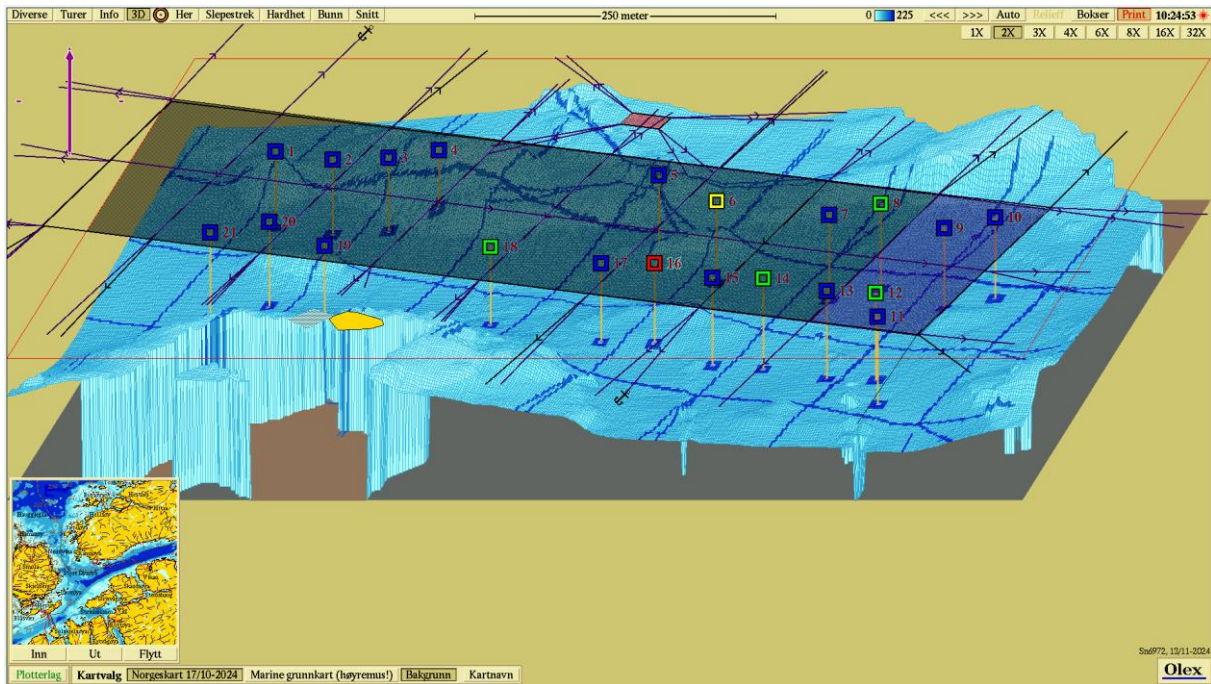 Diverse Turer Info 3D Her Slepestrek Hardhet Bunn Snitt 250 meter 0 225 <<< >>> Auto Relieff Bokser Print 10:24:53
1X 2X 3X 4X 6X 8X 16X 32X
1 2 3 4
5 6 7 8 9 10
21 20 19 18 17 16 15 14 13 12 11
Inn Ut Flytt
Sn6972, 13/11-2024
Plotterlag Kartvalg Norgeskart 17/10-2024 Marine grunnkart (høyremus!) Bakgrunn Kartnavn
Olex